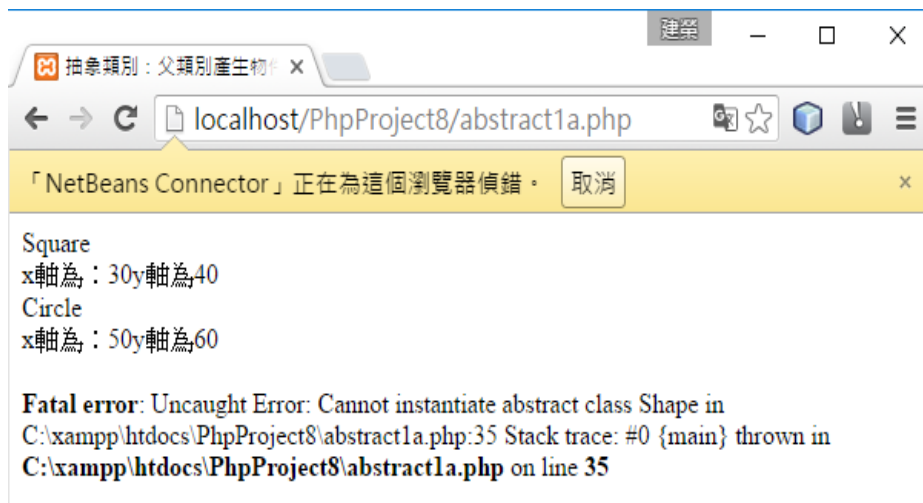 建榮
抽象類別：父類別產生物件
localhost/PhpProject8/abstract1a.php
「NetBeans Connector」正在為這個瀏覽器偵錯。 取消
Square
x軸為：30y軸為40
Circle
x軸為：50y軸為60
Fatal error: Uncaught Error: Cannot instantiate abstract class Shape in
C:\xampp\htdocs\PhpProject8\abstract1a.php:35 Stack trace: #0 {main} thrown in
C:\xampp\htdocs\PhpProject8\abstract1a.php on line 35